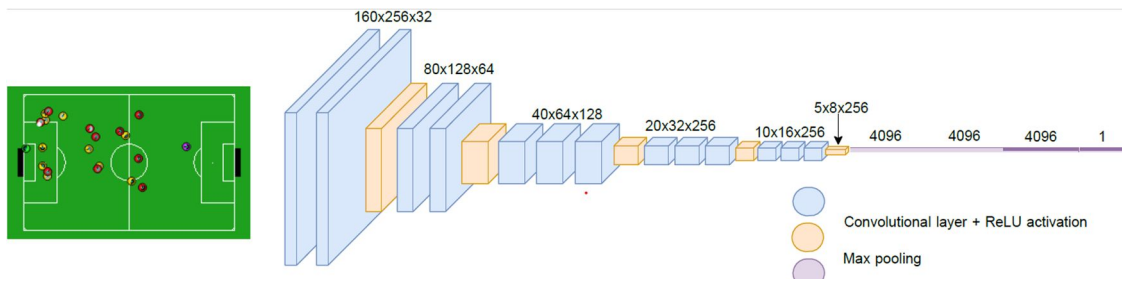 160x256x32
80x128x64
40x64x128
20x32x256
10x16x256
5x8x256
4096
4096
4096
1
Convolutional layer + ReLU activation
Max pooling